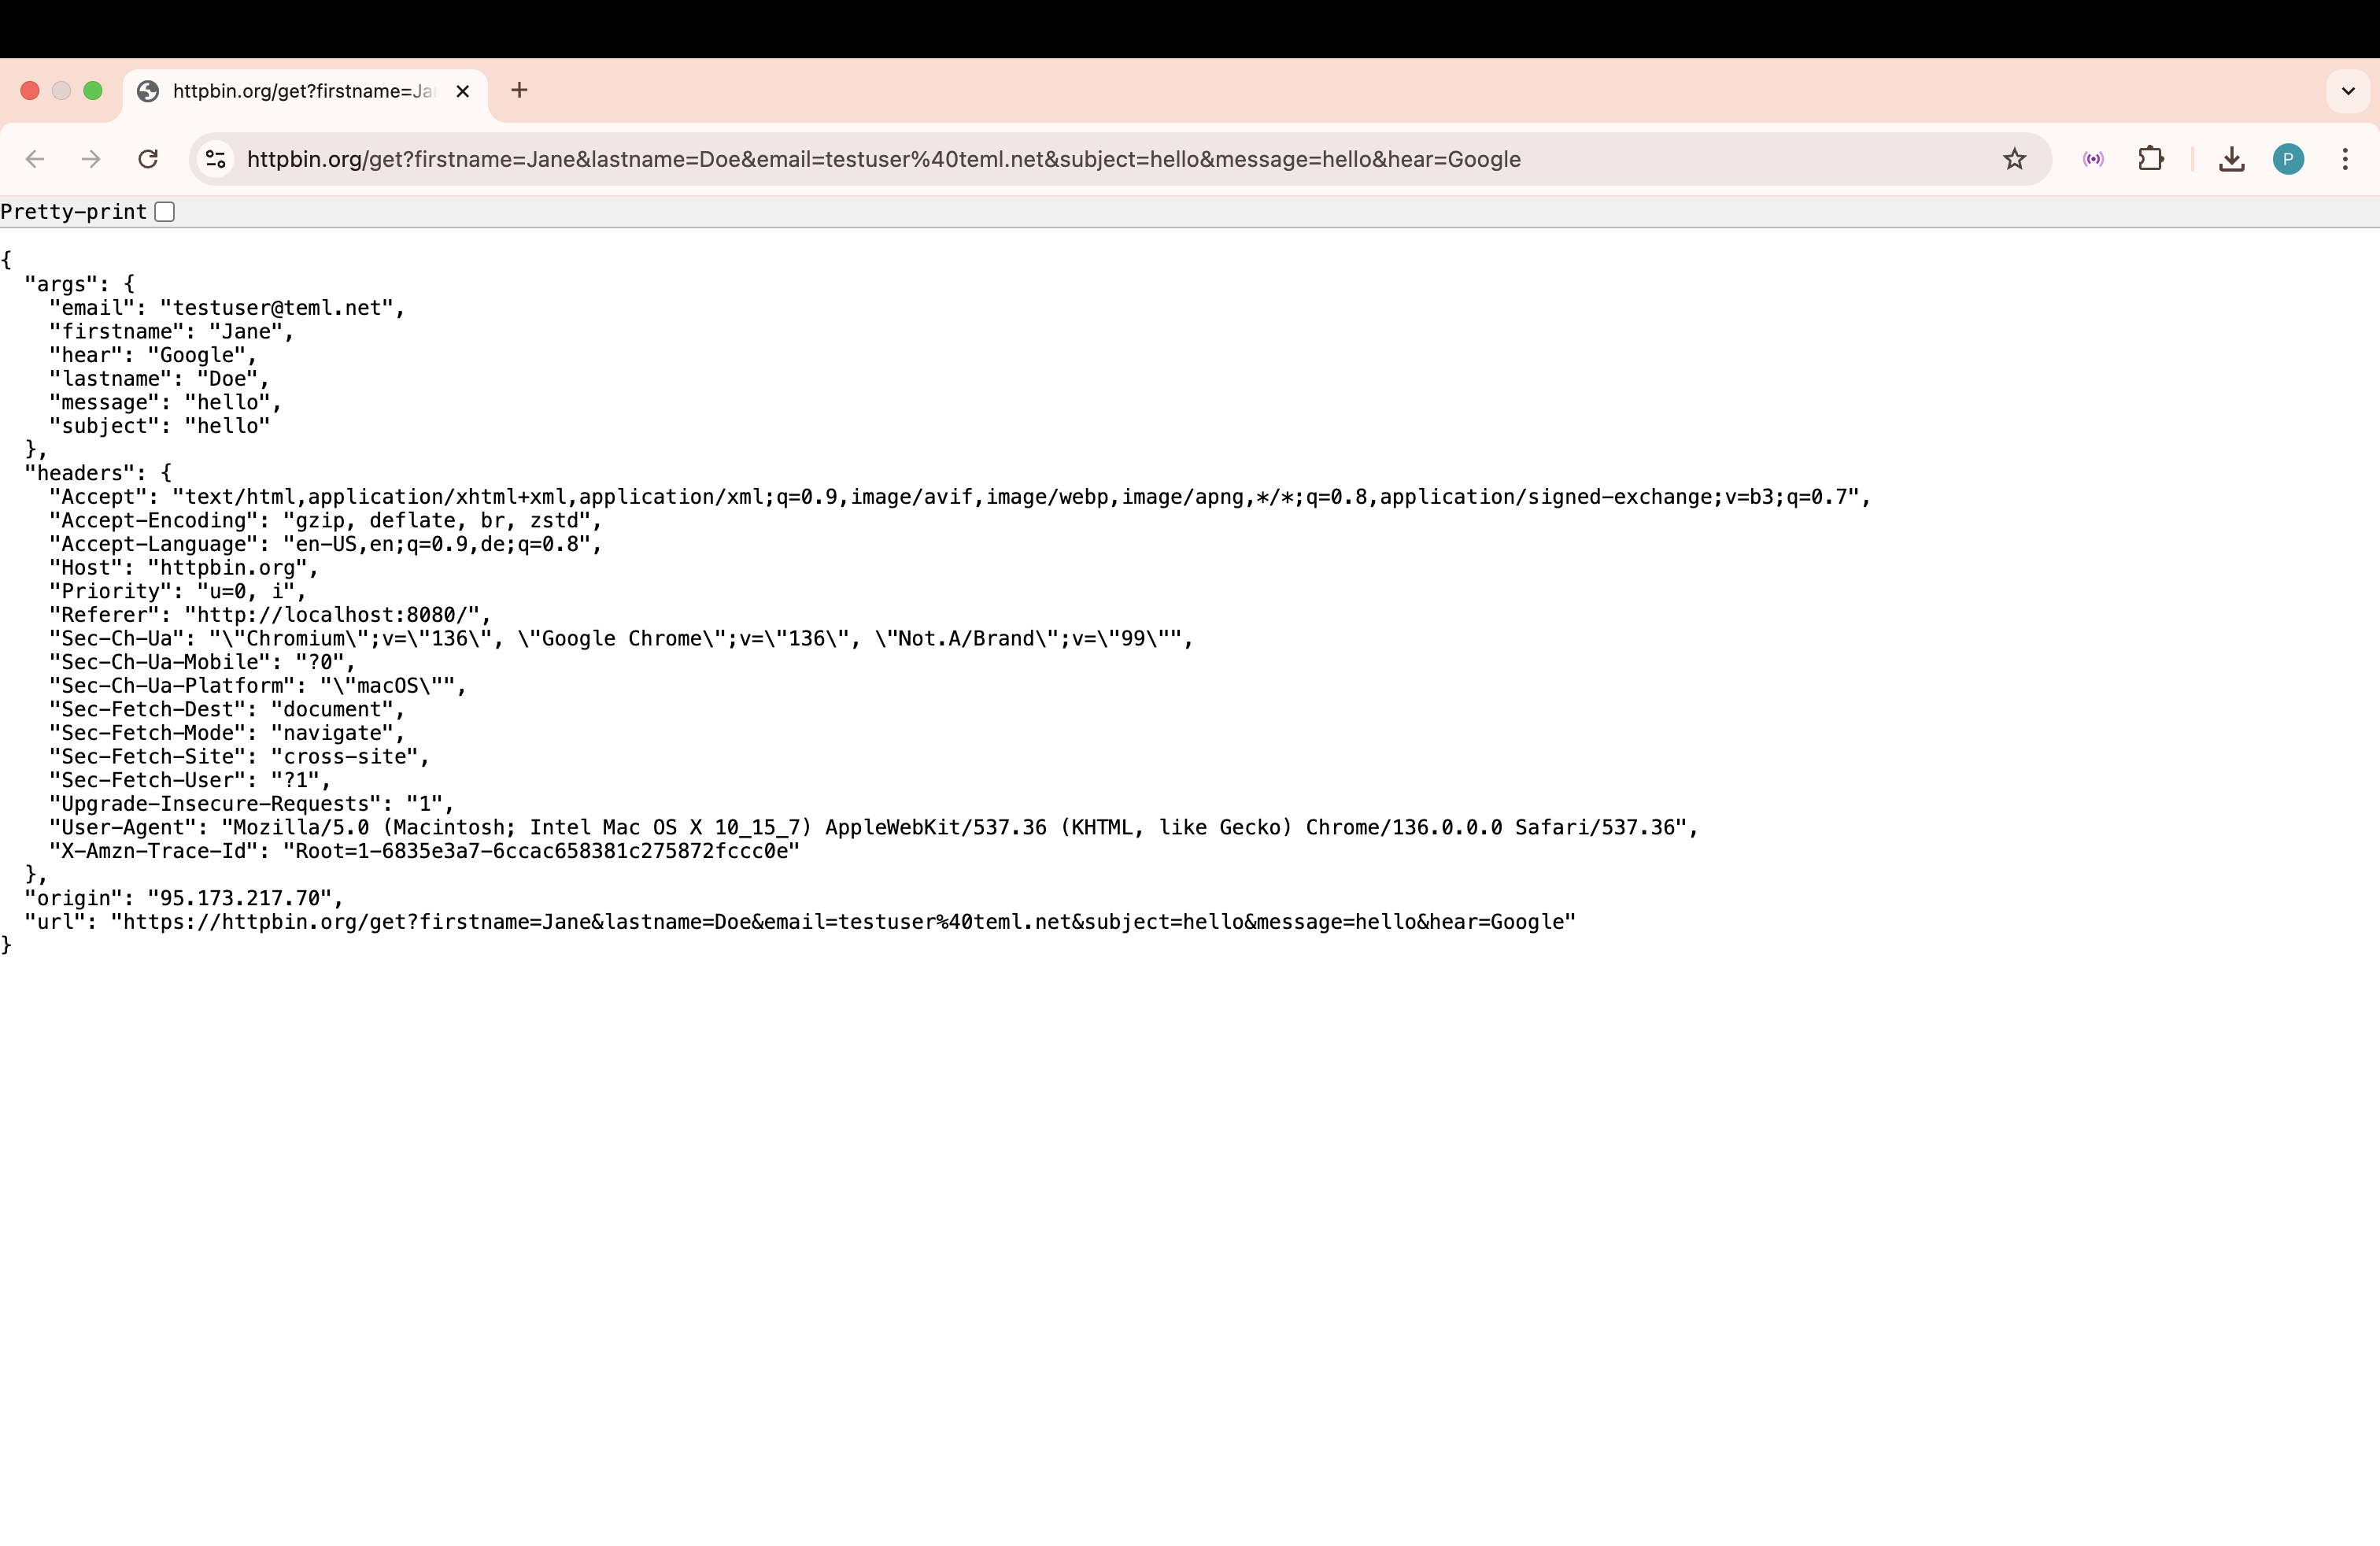 httpbin.org/get?firstname=Ja
httpbin.org/get?firstname=Jane&lastname=Doe&email=testuser%40teml.net&subject=hello&message=hello&hear=Google
P
Pretty-print
{
  "args": {
    "email": "testuser@teml.net",
    "firstname": "Jane",
    "hear": "Google",
    "lastname": "Doe",
    "message": "hello",
    "subject": "hello"
  },
  "headers": {
    "Accept": "text/html,application/xhtml+xml,application/xml;q=0.9,image/avif,image/webp,image/apng,*/*;q=0.8,application/signed-exchange;v=b3;q=0.7",
    "Accept-Encoding": "gzip, deflate, br, zstd",
    "Accept-Language": "en-US,en;q=0.9,de;q=0.8",
    "Host": "httpbin.org",
    "Priority": "u=0, i",
    "Referer": "http://localhost:8080/",
    "Sec-Ch-Ua": "\"Chromium\";v=\"136\", \"Google Chrome\";v=\"136\", \"Not.A/Brand\";v=\"99\"",
    "Sec-Ch-Ua-Mobile": "?0",
    "Sec-Ch-Ua-Platform": "\"macOS\"",
    "Sec-Fetch-Dest": "document",
    "Sec-Fetch-Mode": "navigate",
    "Sec-Fetch-Site": "cross-site",
    "Sec-Fetch-User": "?1",
    "Upgrade-Insecure-Requests": "1",
    "User-Agent": "Mozilla/5.0 (Macintosh; Intel Mac OS X 10_15_7) AppleWebKit/537.36 (KHTML, like Gecko) Chrome/136.0.0.0 Safari/537.36",
    "X-Amzn-Trace-Id": "Root=1-6835e3a7-6ccac658381c275872fccc0e"
  },
  "origin": "95.173.217.70",
  "url": "https://httpbin.org/get?firstname=Jane&lastname=Doe&email=testuser%40teml.net&subject=hello&message=hello&hear=Google"
}